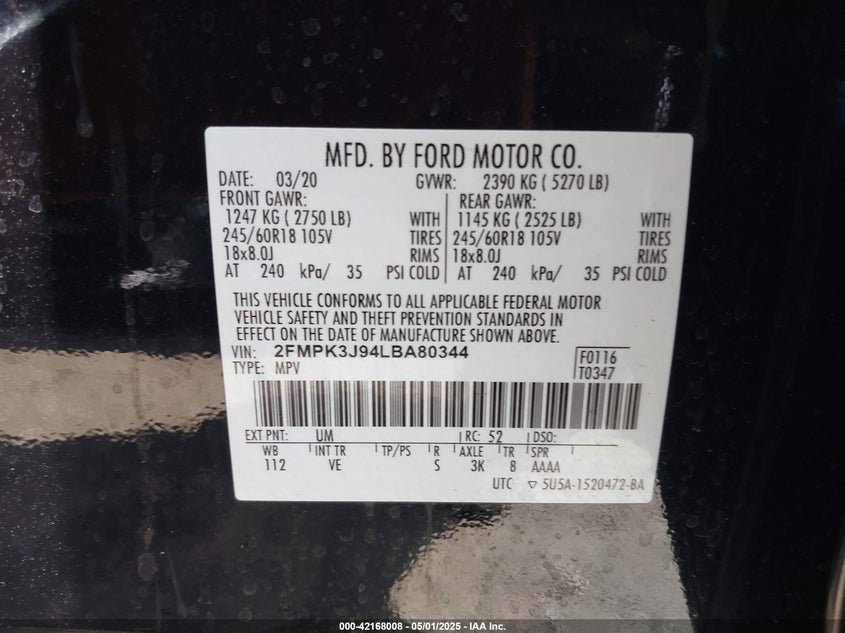 MFD. BY FORD MOTOR CO.
DATE: 03/20 GVWR: 2390 KG ( 5270 LB)
FRONT GAWR: REAR GAWR:
1247 KG ( 2750 LB) WITH 1145 KG ( 2525 LB) WITH
245/60R18 105V TIRES 245/60R18 105V TIRES
18x8.0J RIMS 18x8.0J RIMS
AT 240 kPa/ 35 PSI COLD AT 240 kPa/ 35 PSI COLD
THIS VEHICLE CONFORMS TO ALL APPLICABLE FEDERAL MOTOR
VEHICLE SAFETY AND THEFT PREVENTION STANDARDS IN
EFFECT ON THE DATE OF MANUFACTURE SHOWN ABOVE.
VIN: 2FMPK3J94LBA80344 F0116
TYPE: MPV T0347
EXT PNT: UM RC: 52 DSO:
WB INT TR TP/PS R AXLE TR SPR
112 VE S 3K 8 AAAA
UTC ▽ 5U5A-1520472-BA
000-42168008 - 05/01/2025 - IAA Inc.